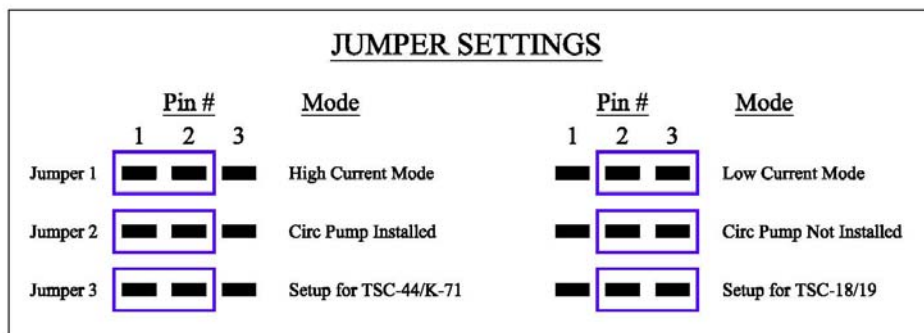 JUMPER SETTINGS
Pin # Mode Pin # Mode
1 2 3 1 2 3
Jumper 1 High Current Mode Low Current Mode
Jumper 2 Circ Pump Installed Circ Pump Not Installed
Jumper 3 Setup for TSC-44/K-71 Setup for TSC-18/19